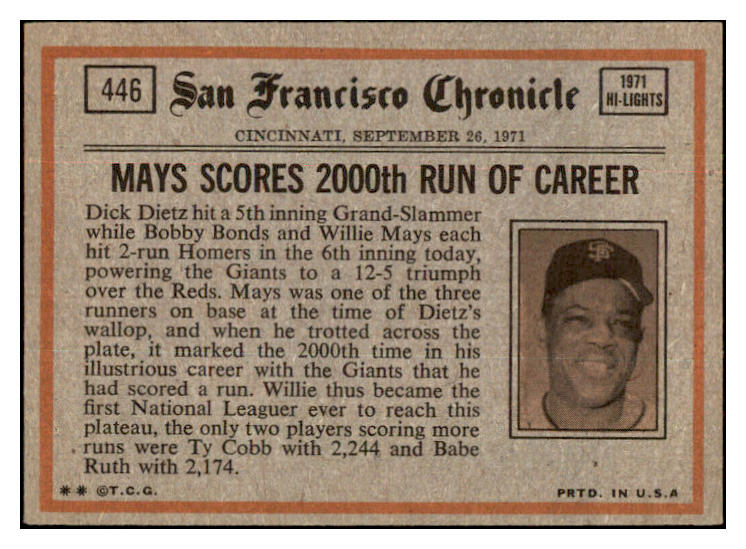 446
San Francisco Chronicle
1971
HI-LIGHTS
CINCINNATI, SEPTEMBER 26, 1971
MAYS SCORES 2000th RUN OF CAREER
Dick Dietz hit a 5th inning Grand-Slammer
while Bobby Bonds and Willie Mays each
hit 2-run Homers in the 6th inning today,
powering the Giants to a 12-5 triumph
over the Reds. Mays was one of the three
runners on base at the time of Dietz's
wallop, and when he trotted across the
plate, it marked the 2000th time in his
illustrious career with the Giants that he
had scored a run. Willie thus became the
first National Leaguer ever to reach this
plateau, the only two players scoring more
runs were Ty Cobb with 2,244 and Babe
Ruth with 2,174.
SF
** ©T.C.G.
PRTD. IN U.S.A